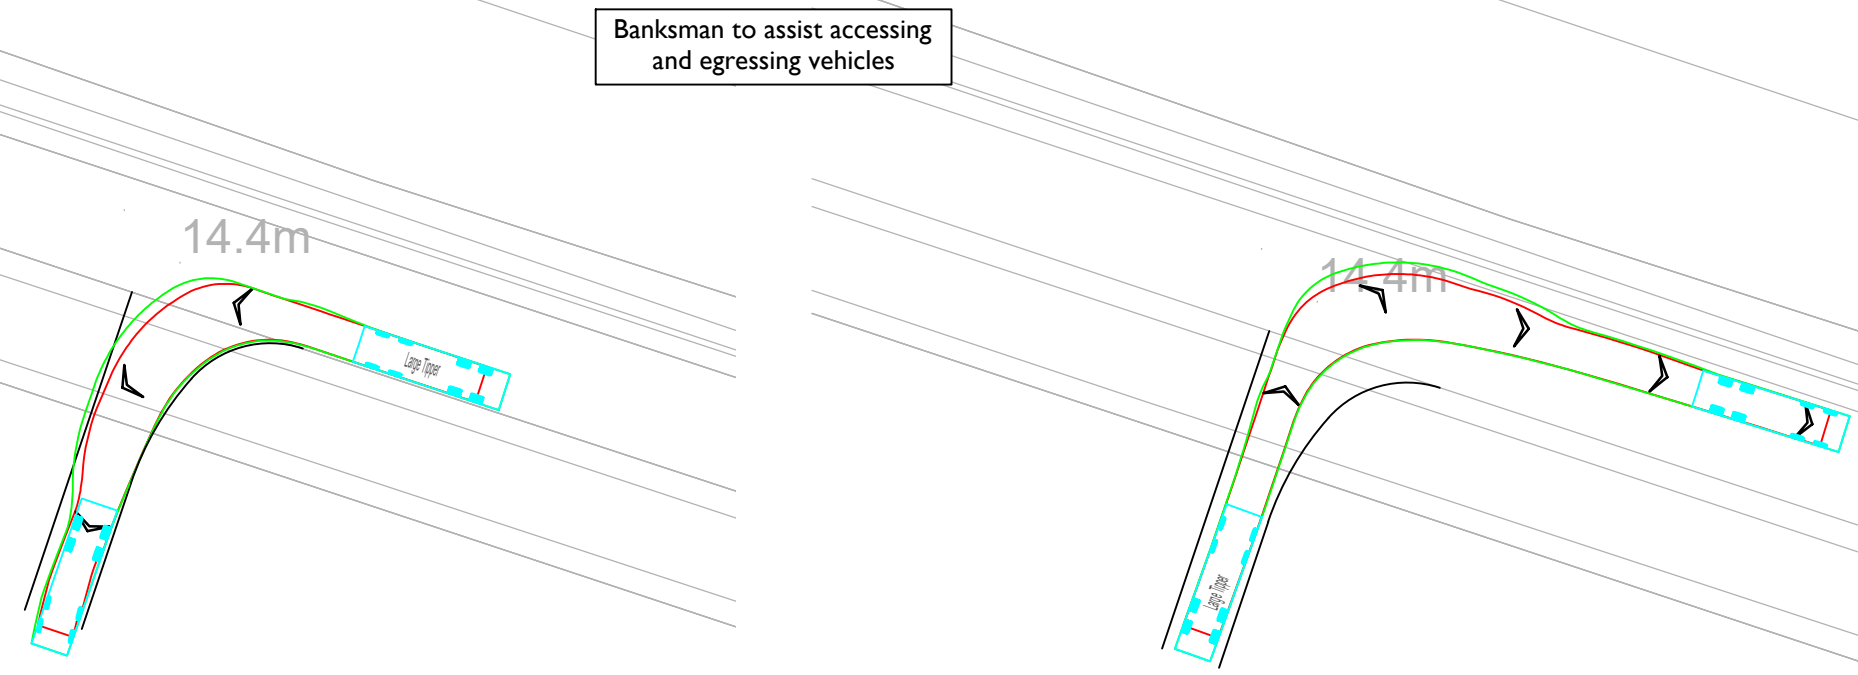 Banksman to assist accessing
and egressing vehicles
14.4m
14.4m
Large Tipper
Large Tipper